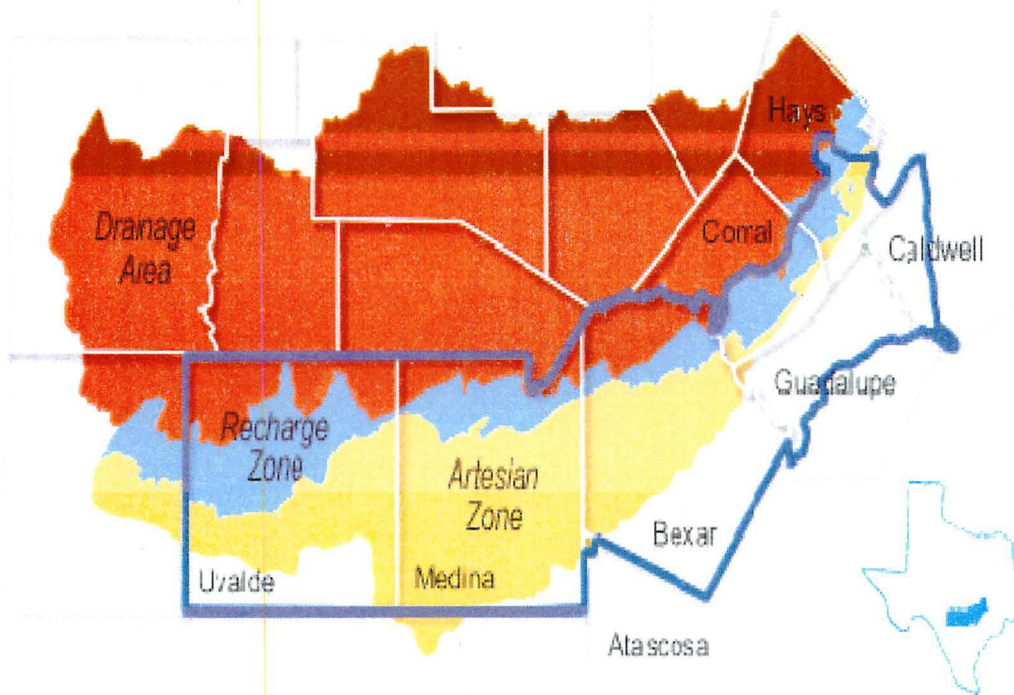 Hays
Drainage
Area
Comal
Caldwell
Guadalupe
Recharge
Zone
Artesian
Zone
Bexar
Uvalde
Medina
Atascosa